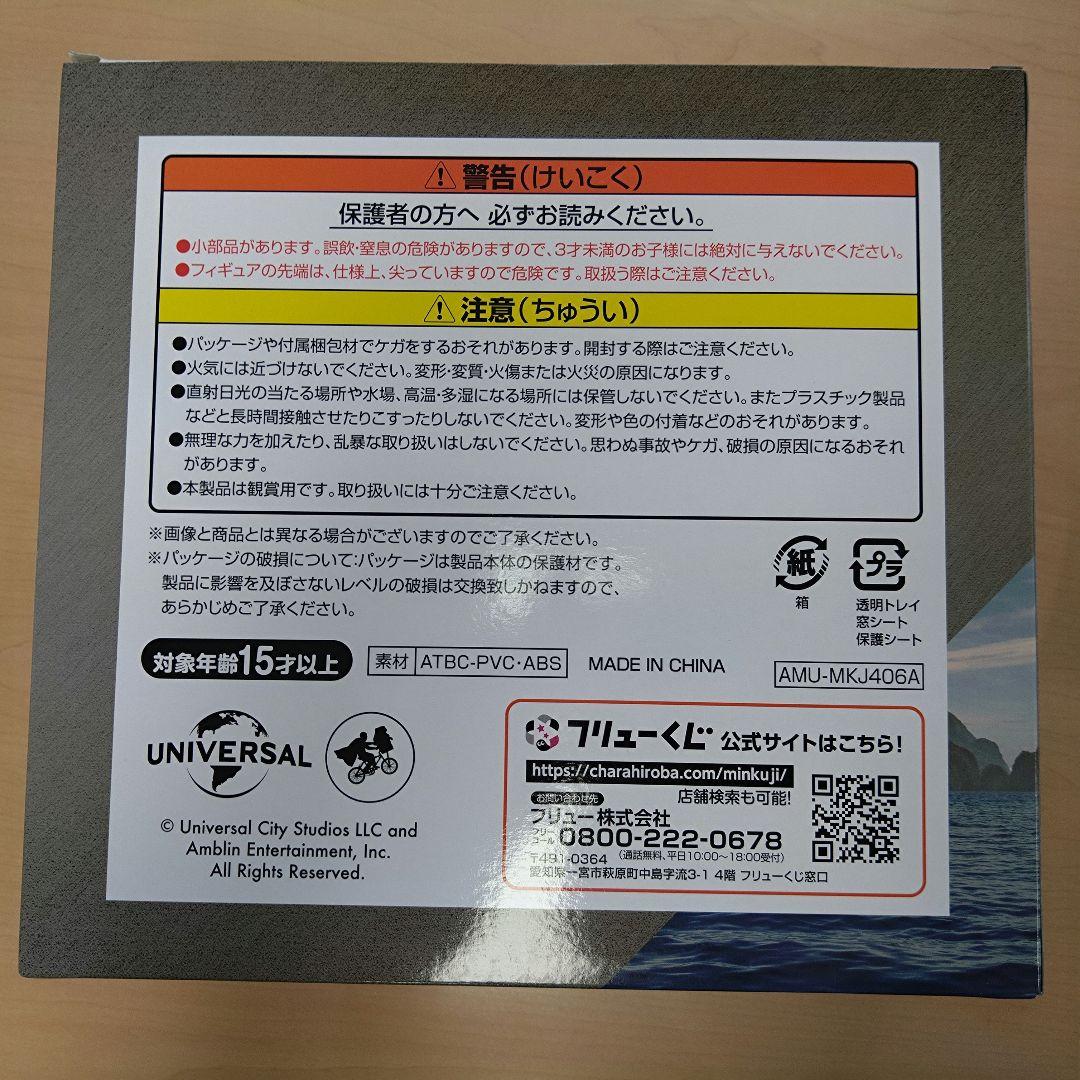 警告(けいこく)
保護者の方へ 必ずお読みください。
●小部品があります。誤飲・窒息の危険がありますので、3才未満のお子様には絶対に与えないでください。
●フィギュアの先端は、仕様上、尖っていますので危険です。取扱う際はご注意ください。
注意(ちゅうい)
●パッケージや付属梱包材でケガをするおそれがあります。開封する際はご注意ください。
●火気には近づけないでください。変形・変質・火傷または火災の原因になります。
●直射日光の当たる場所や水場、高温・多湿になる場所には保管しないでください。またプラスチック製品
などと長時間接触させたりこすったりしないでください。変形や色の付着などのおそれがあります。
●無理な力を加えたり、乱暴な取り扱いはしないでください。思わぬ事故やケガ、破損の原因になるおそれ
があります。
●本製品は観賞用です。取り扱いには十分ご注意ください。
※画像と商品とは異なる場合がございますのでご了承ください。
※パッケージの破損について:パッケージは製品本体の保護材です。
製品に影響を及ぼさないレベルの破損は交換致しかねますので、
あらかじめご了承ください。
紙
箱
プラ
透明トレイ
窓シート
保護シート
対象年齢15才以上
素材 ATBC-PVC・ABS
MADE IN CHINA
AMU-MKJ406A
UNIVERSAL
© Universal City Studios LLC and
Amblin Entertainment, Inc.
All Rights Reserved.
フリューくじ 公式サイトはこちら!
https://charahiroba.com/minkuji/
店舗検索も可能!
お問い合わせ先
フリュー株式会社
フリーコール 0800-222-0678
〒491-0364 (通話無料、平日10:00~18:00受付)
愛知県一宮市萩原町中島字流3-1 4階 フリューくじ窓口